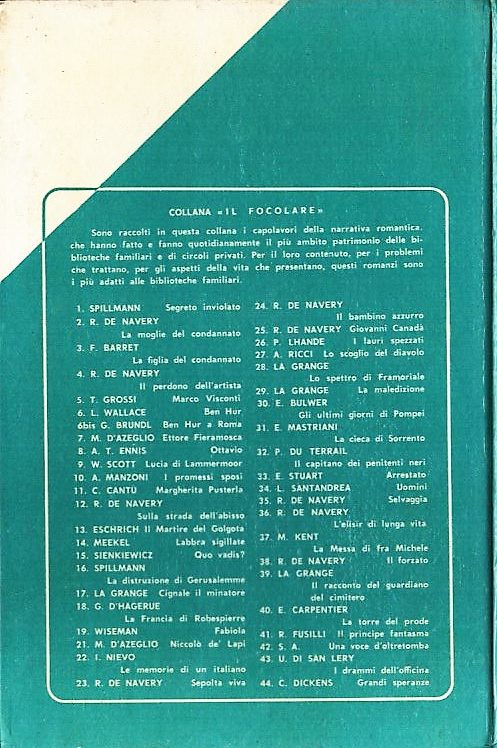 COLLANA «IL FOCOLARE»
Sono raccolti in questa collana i capolavori della narrativa romantica.
che hanno fatto e fanno quotidianamente il più ambito patrimonio delle bi-
blioteche familiari e di circoli privati. Per il loro contenuto, per i problemi
che trattano, per gli aspetti della vita che presentano, questi romanzi sono
i più adatti alle biblioteche familiari.
1. SPILLMANN Segreto inviolato
2. R. DE NAVERY
La moglie del condannato
3. F. BARRET
La figlia del condannato
4. R. DE NAVERY
Il perdono dell'artista
5. T. GROSSI Marco Visconti
6. L. WALLACE Ben Hur
6bis G. BRUNDL Ben Hur a Roma
7. M. D'AZEGLIO Ettore Fieramosca
8. A. T. ENNIS Ottavio
9. W. SCOTT Lucia di Lammermoor
10. A. MANZONI I promessi sposi
11. C. CANTÙ Margherita Pusterla
12. R. DE NAVERY
Sulla strada dell'abisso
13. ESCHRICH Il Martire del Golgota
14. MEEKEL Labbra sigillate
15. SIENKIEWICZ Quo vadis?
16. SPILLMANN
La distruzione di Gerusalemme
17. LA GRANGE Cignale il minatore
18. G. D'HAGERUE
La Francia di Robespierre
19. WISEMAN Fabiola
21. M. D'AZEGLIO Niccolò de' Lapi
22. I. NIEVO
Le memorie di un italiano
23. R. DE NAVERY Sepolta viva
24. R. DE NAVERY
Il bambino azzurro
25. R. DE NAVERY Giovanni Canadà
26. P. LHANDE I lauri spezzati
27. A. RICCI Lo scoglio del diavolo
28. LA GRANGE
Lo spettro di Framoriale
29. LA GRANGE La maledizione
30. E. BULWER
Gli ultimi giorni di Pompei
31. E. MASTRIANI
La cieca di Sorrento
32. P. DU TERRAIL
Il capitano dei penitenti neri
33. E. STUART Arrestato
34. L. SANTANDREA Uomini
35. R. DE NAVERY Selvaggia
36. R. DE NAVERY
L'elisir di lunga vita
37. M. KENT
La Messa di fra Michele
38. R. DE NAVERY Il forzato
39. LA GRANGE
Il racconto del guardiano
del cimitero
40. E. CARPENTIER
La torre del prode
41. R. FUSILLI Il principe fantasma
42. S. A. Una voce d'oltretomba
43. U. DI SAN LERY
I drammi dell'officina
44. C. DICKENS Grandi speranze